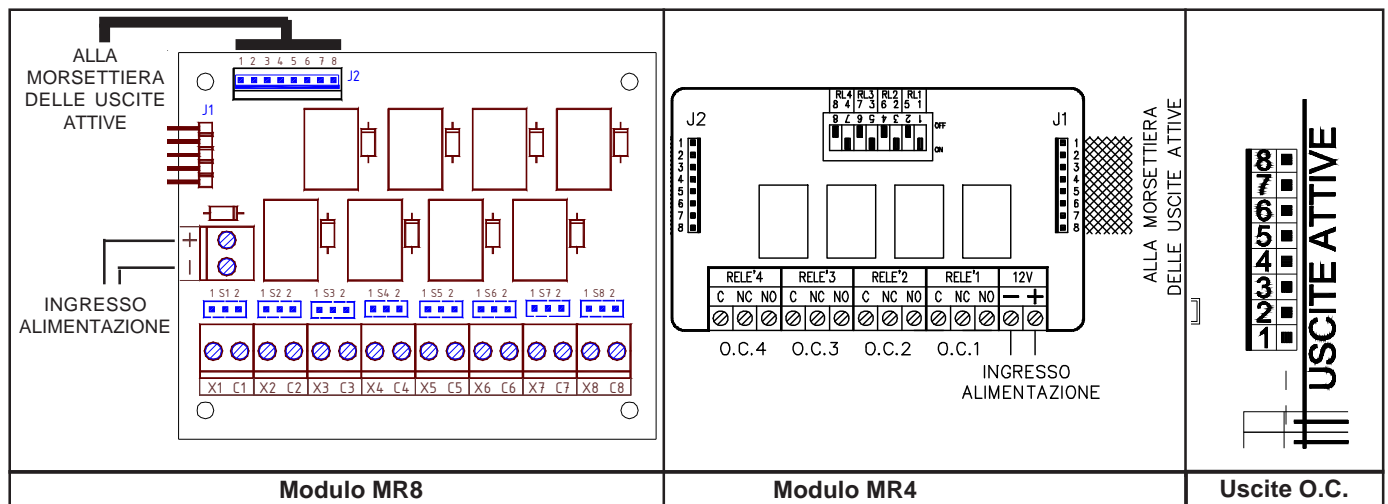 ALLA
MORSETTIERA
DELLE USCITE
ATTIVE
1 2 3 4 5 6 7 8
J2
J1
+
−
INGRESSO
ALIMENTAZIONE
1 S1 2
1 S2 2
1 S3 2
1 S4 2
1 S5 2
1 S6 2
1 S7 2
1 S8 2
X1 C1 X2 C2 X3 C3 X4 C4 X5 C5 X6 C6 X7 C7 X8 C8
Modulo MR8
RL4 RL3 RL2 RL1
8 4 7 3 6 2 5 1
8 7 6 5 4 3 2 1
OFF
ON
J2
1
2
3
4
5
6
7
8
J1
1
2
3
4
5
6
7
8
ALLA MORSETTIERA
DELLE USCITE ATTIVE
RELE'4 RELE'3 RELE'2 RELE'1 12V
C NC NO C NC NO C NC NO C NC NO − +
O.C.4 O.C.3 O.C.2 O.C.1
INGRESSO
ALIMENTAZIONE
Modulo MR4
8
7
6
5
4
3
2
1
USCITE ATTIVE
Uscite O.C.